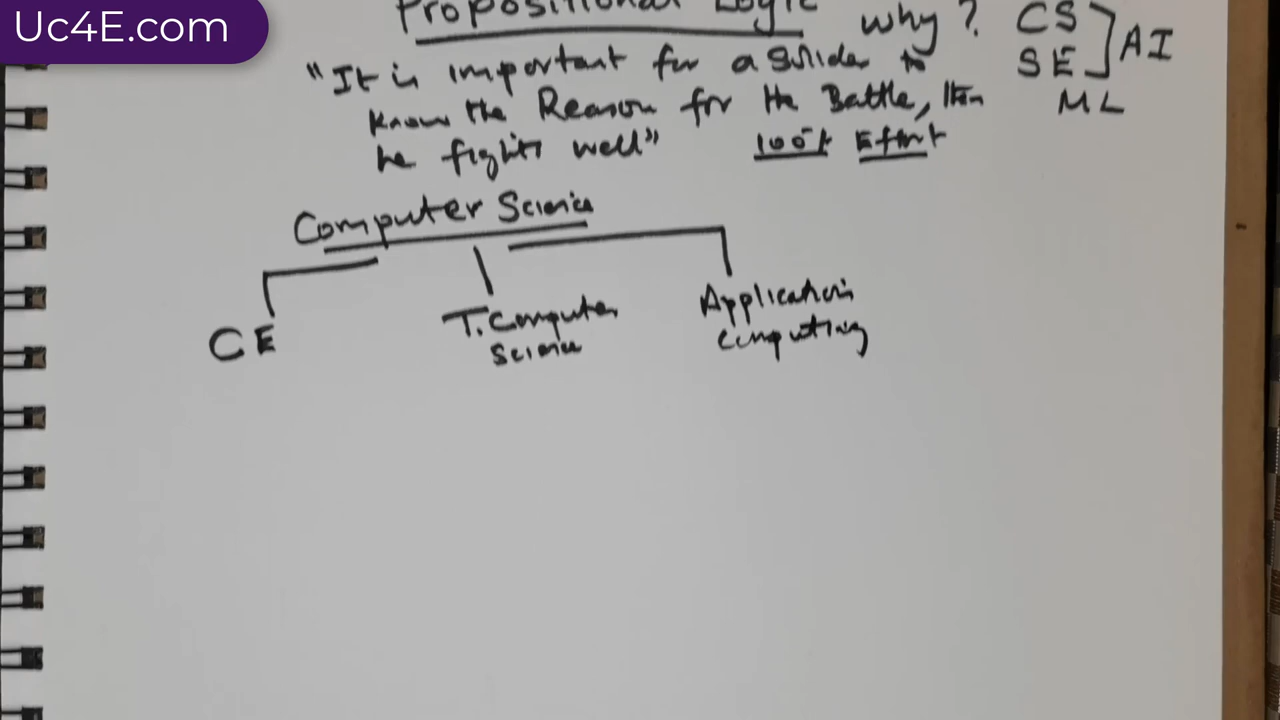 Uc4E.com
Propositional Logic why? CS
SE
AI
ML
"It is important for a Solider to
know the Reason for the Battle, then
he fights well" 100% Effort
Computer Science
CE
T. Computer
Science
Application
Computing